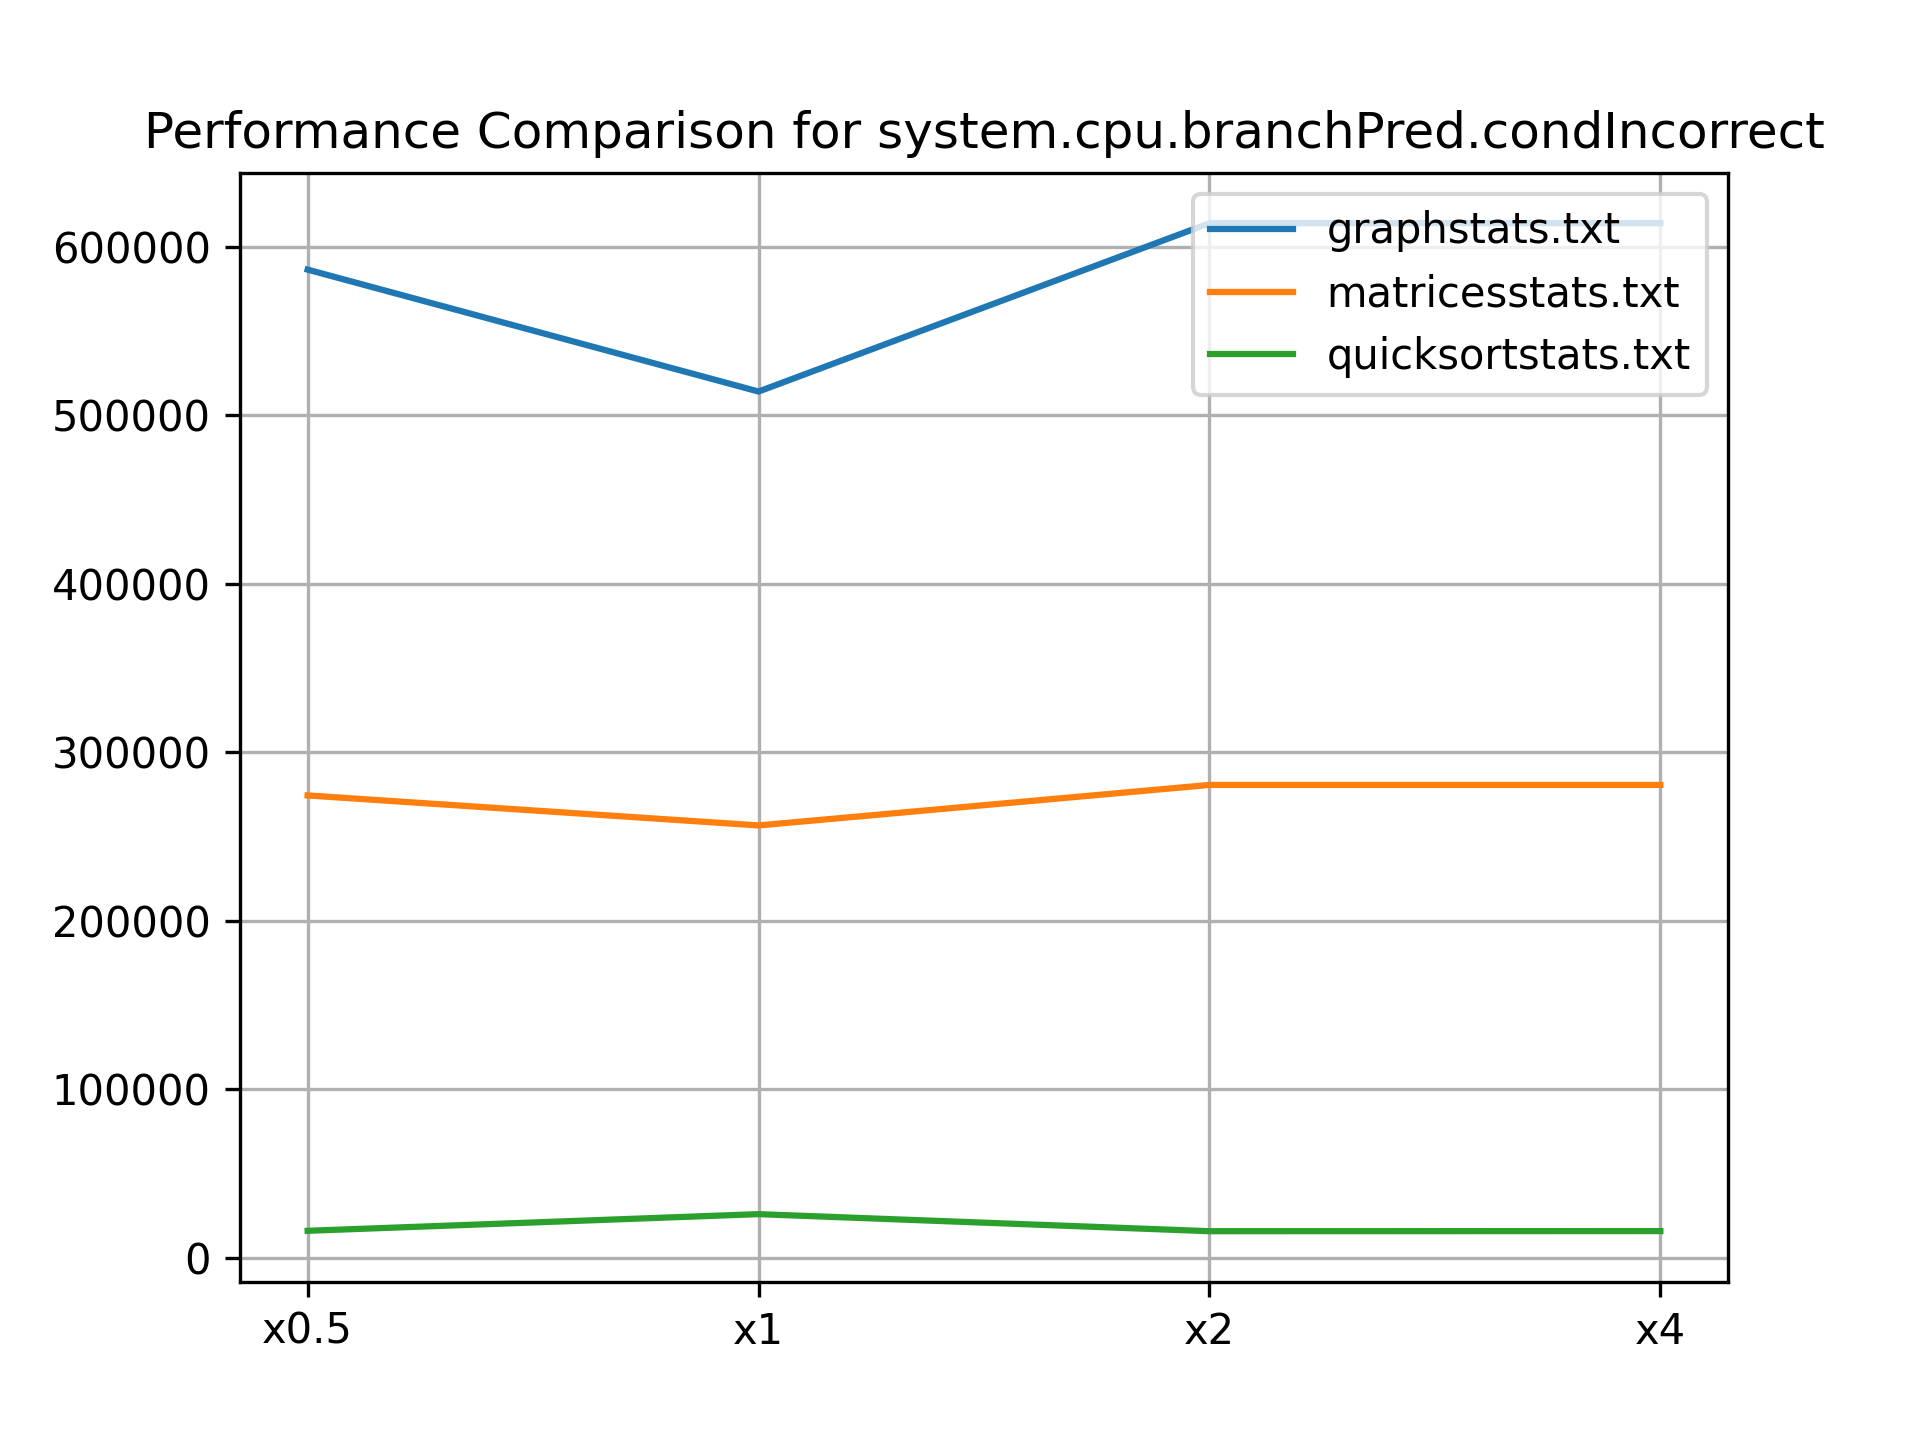 Performance Comparison for system.cpu.branchPred.condIncorrect
graphstats.txt
matricesstats.txt
quicksortstats.txt
600000
500000
400000
300000
200000
100000
0
x0.5 x1 x2 x4